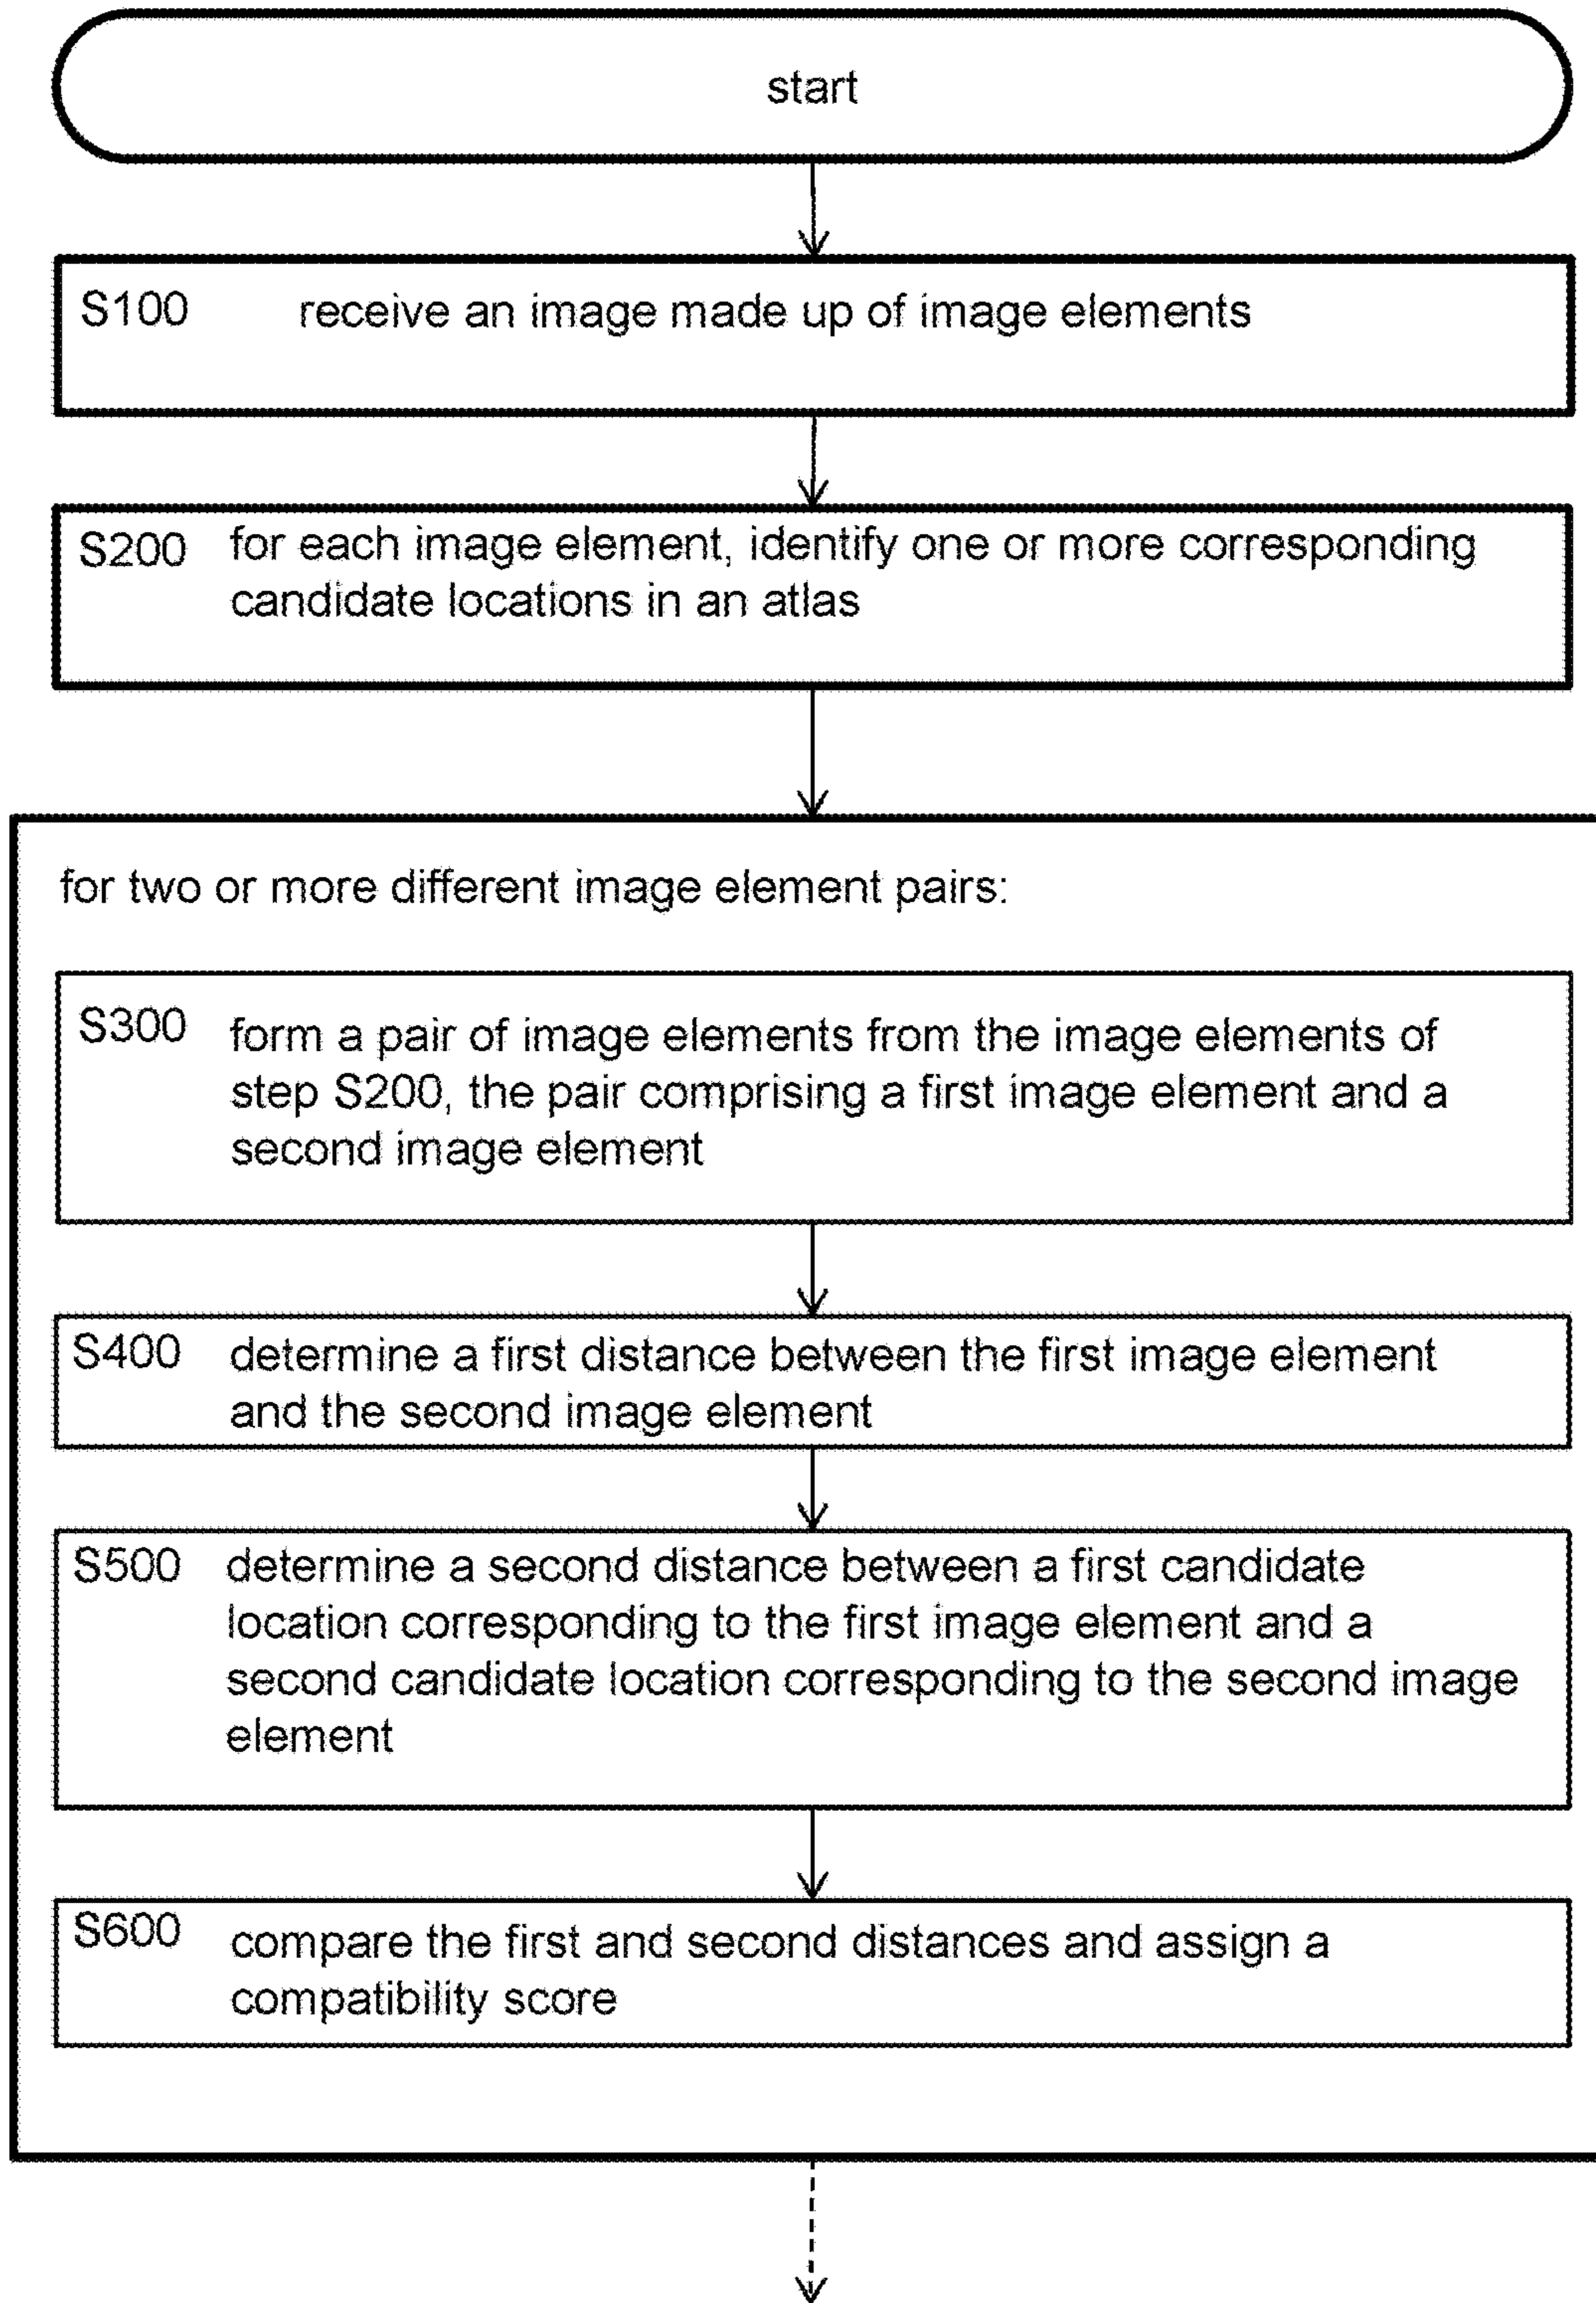 start
S100 receive an image made up of image elements
S200 for each image element, identify one or more corresponding
candidate locations in an atlas
for two or more different image element pairs:
S300 form a pair of image elements from the image elements of
step S200, the pair comprising a first image element and a
second image element
S400 determine a first distance between the first image element
and the second image element
S500 determine a second distance between a first candidate
location corresponding to the first image element and a
second candidate location corresponding to the second image
element
S600 compare the first and second distances and assign a
compatibility score